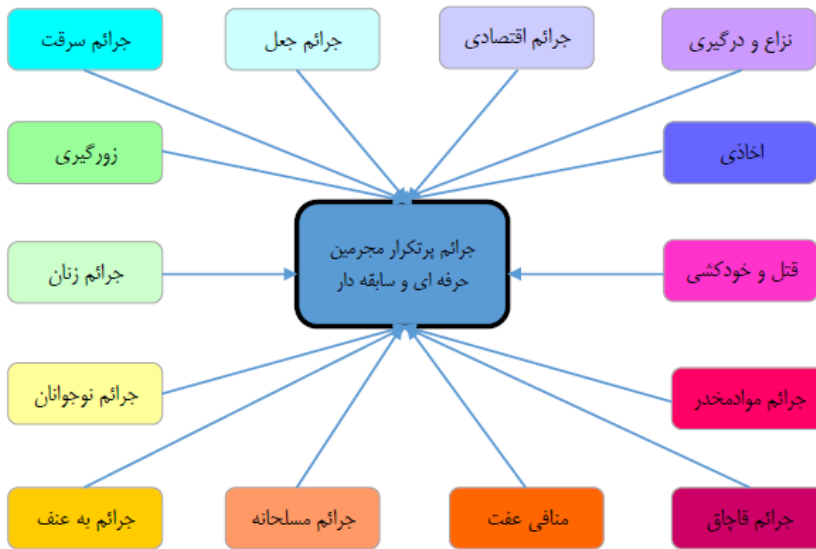 نزاع و درگیری
جرائم اقتصادی
جرائم جعل
جرائم سرقت
اخاذی
زورگیری
جرائم پرتکرار مجرمین
حرفه ای و سابقه دار
قتل و خودکشی
جرائم زنان
جرائم موادمخدر
جرائم نوجوانان
جرائم قاچاق
منافی عفت
جرائم مسلحانه
جرائم به عنف